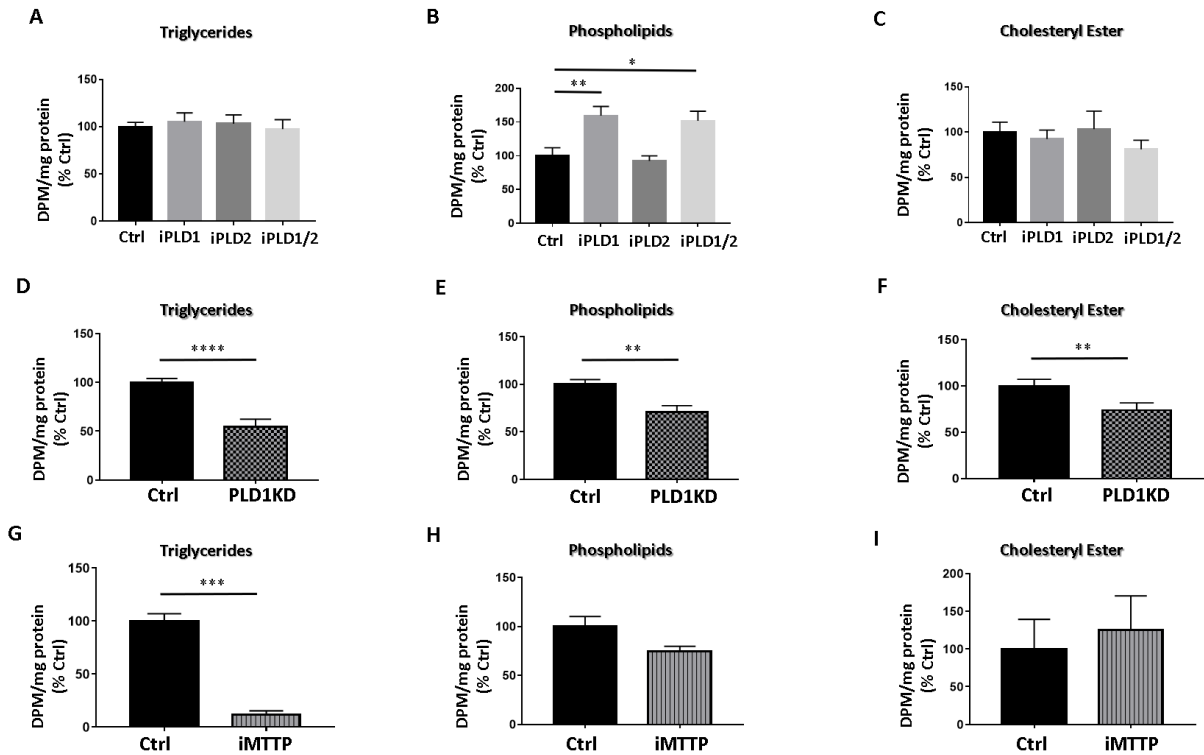 A
Triglycerides
DPM/mg protein
(% Ctrl)
150
100
50
0
Ctrl iPLD1 iPLD2 iPLD1/2
B
Phospholipids
DPM/mg protein
(% Ctrl)
200
150
100
50
0
*
**
Ctrl iPLD1 iPLD2 iPLD1/2
C
Cholesteryl Ester
DPM/mg protein
(% Ctrl)
150
100
50
0
Ctrl iPLD1 iPLD2 iPLD1/2
D
Triglycerides
DPM/mg protein
(% Ctrl)
150
100
50
0
****
Ctrl PLD1KD
E
Phospholipids
DPM/mg protein
(% Ctrl)
150
100
50
0
**
Ctrl PLD1KD
F
Cholesteryl Ester
DPM/mg protein
(% Ctrl)
150
100
50
0
**
Ctrl PLD1KD
G
Triglycerides
DPM/mg protein
(% Ctrl)
150
100
50
0
***
Ctrl iMTTP
H
Phospholipids
DPM/mg protein
(% Ctrl)
150
100
50
0
Ctrl iMTTP
I
Cholesteryl Ester
DPM/mg protein
(% Ctrl)
200
150
100
50
0
Ctrl iMTTP